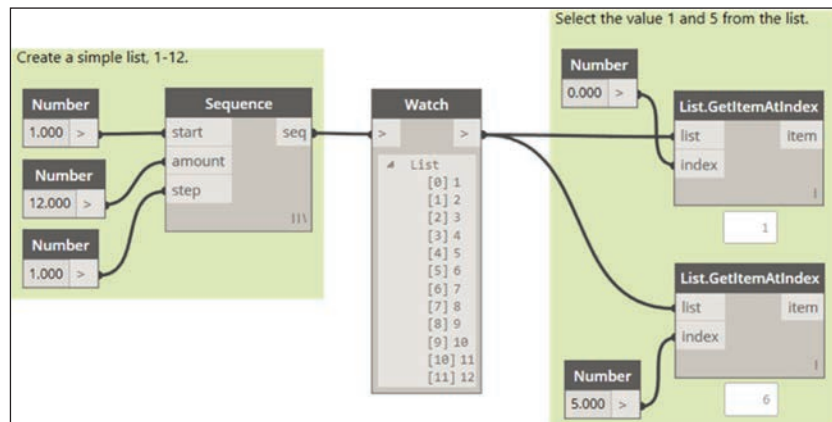 Create a simple list, 1-12.
Number
1.000 >
Number
12.000 >
Number
1.000 >
Sequence
start seq
amount
step
Watch
> >
List
[0] 1
[1] 2
[2] 3
[3] 4
[4] 5
[5] 6
[6] 7
[7] 8
[8] 9
[9] 10
[10] 11
[11] 12
Select the value 1 and 5 from the list.
Number
0.000 >
List.GetItemAtIndex
list item
index
1
List.GetItemAtIndex
list item
index
6
Number
5.000 >